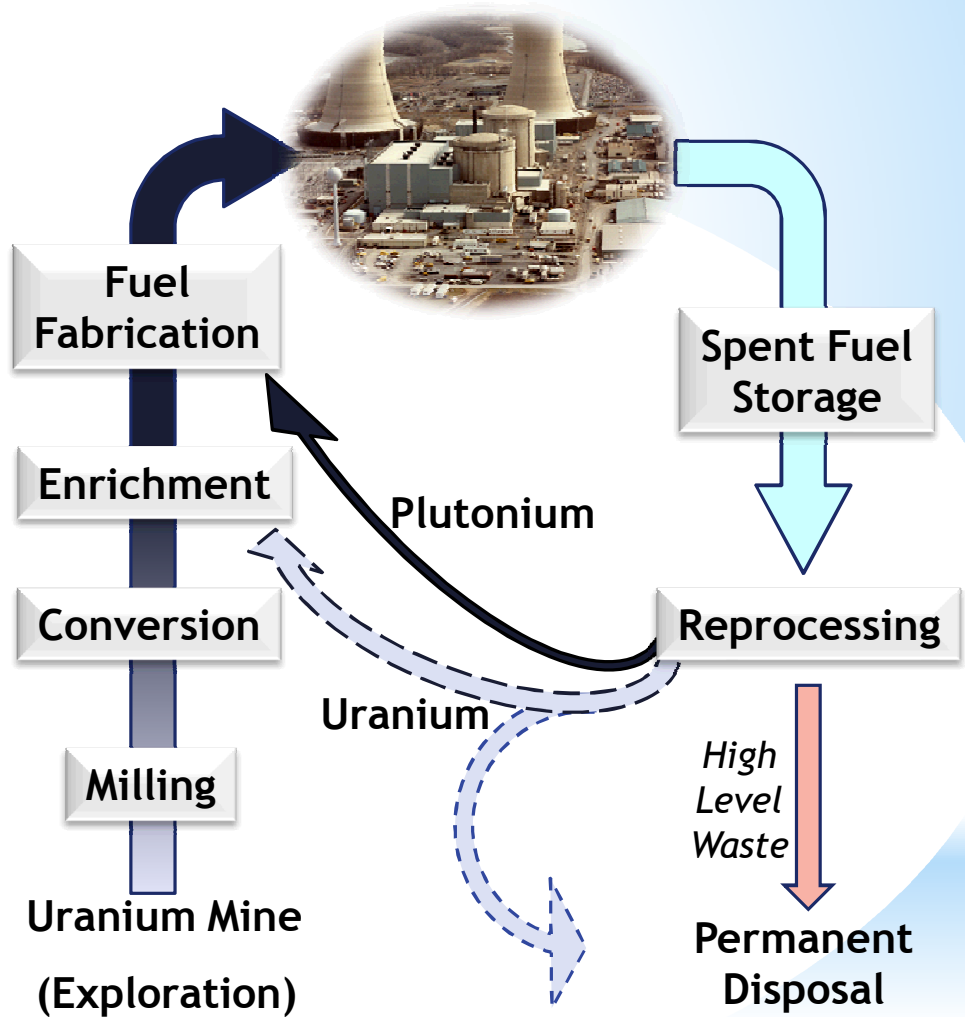 Fuel
Fabrication
Spent Fuel
Storage
Enrichment
Plutonium
Conversion
Reprocessing
Uranium
Milling
High
Level
Waste
Uranium Mine
(Exploration)
Permanent
Disposal